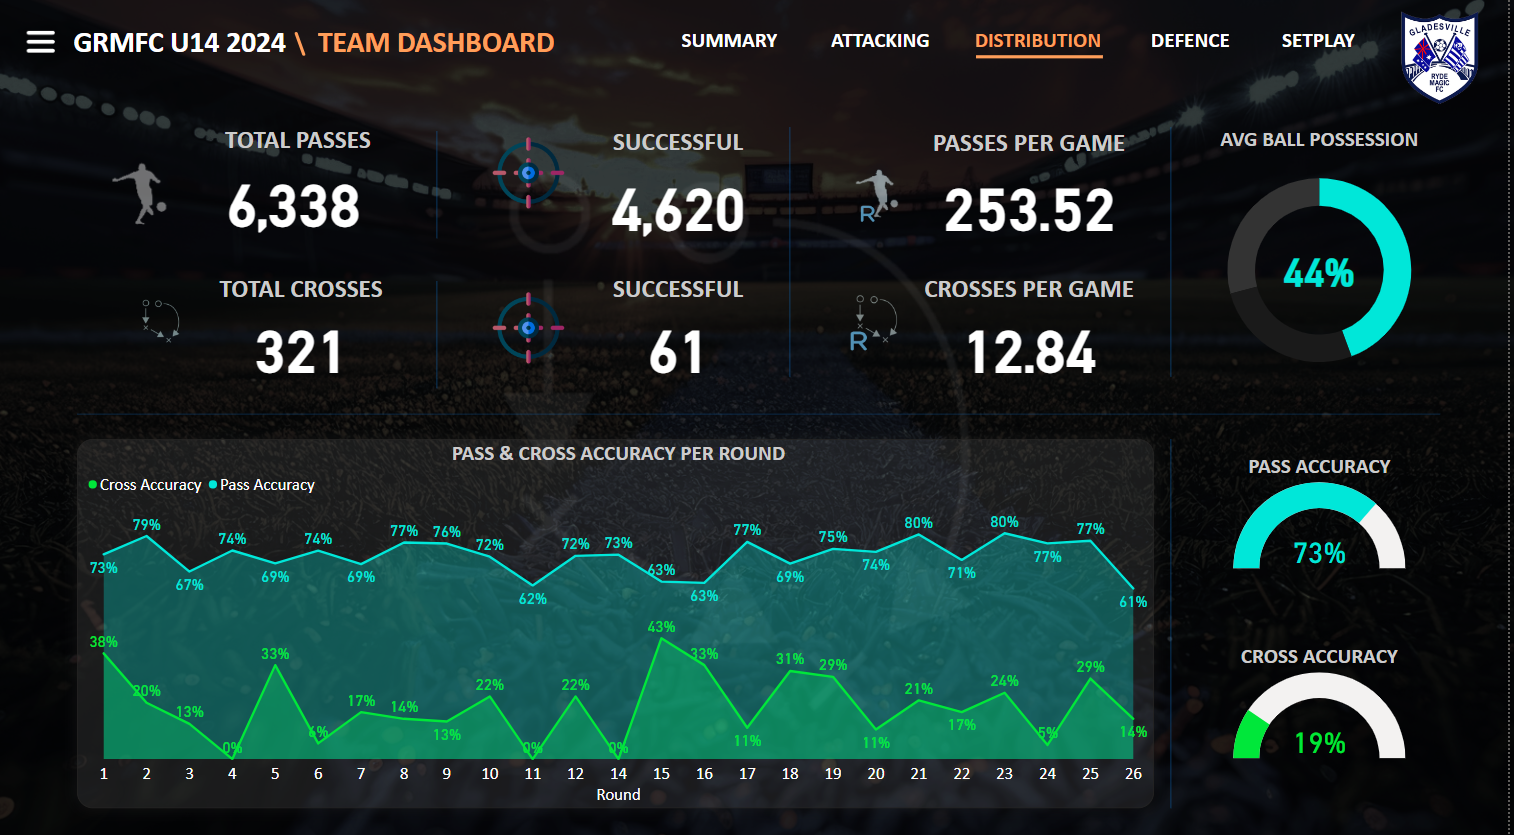 GRMFC U14 2024 \ TEAM DASHBOARD
SUMMARY ATTACKING DISTRIBUTION DEFENCE SETPLAY
GLADESVILLE
RYDE
MAGIC
FC
TOTAL PASSES
6,338
SUCCESSFUL
4,620
PASSES PER GAME
R
253.52
AVG BALL POSSESSION
44%
TOTAL CROSSES
321
SUCCESSFUL
61
CROSSES PER GAME
R
12.84
PASS & CROSS ACCURACY PER ROUND
Cross Accuracy Pass Accuracy
73% 79% 67% 74% 69% 74% 69% 77% 76% 72% 62% 72% 73% 63% 63% 77% 69% 75% 74% 80% 71% 80% 77% 77% 61%
38% 20% 13% 0% 33% 6% 17% 14% 13% 22% 0% 22% 0% 43% 33% 11% 31% 29% 11% 21% 17% 24% 5% 29% 14%
1 2 3 4 5 6 7 8 9 10 11 12 14 15 16 17 18 19 20 21 22 23 24 25 26
Round
PASS ACCURACY
73%
CROSS ACCURACY
19%